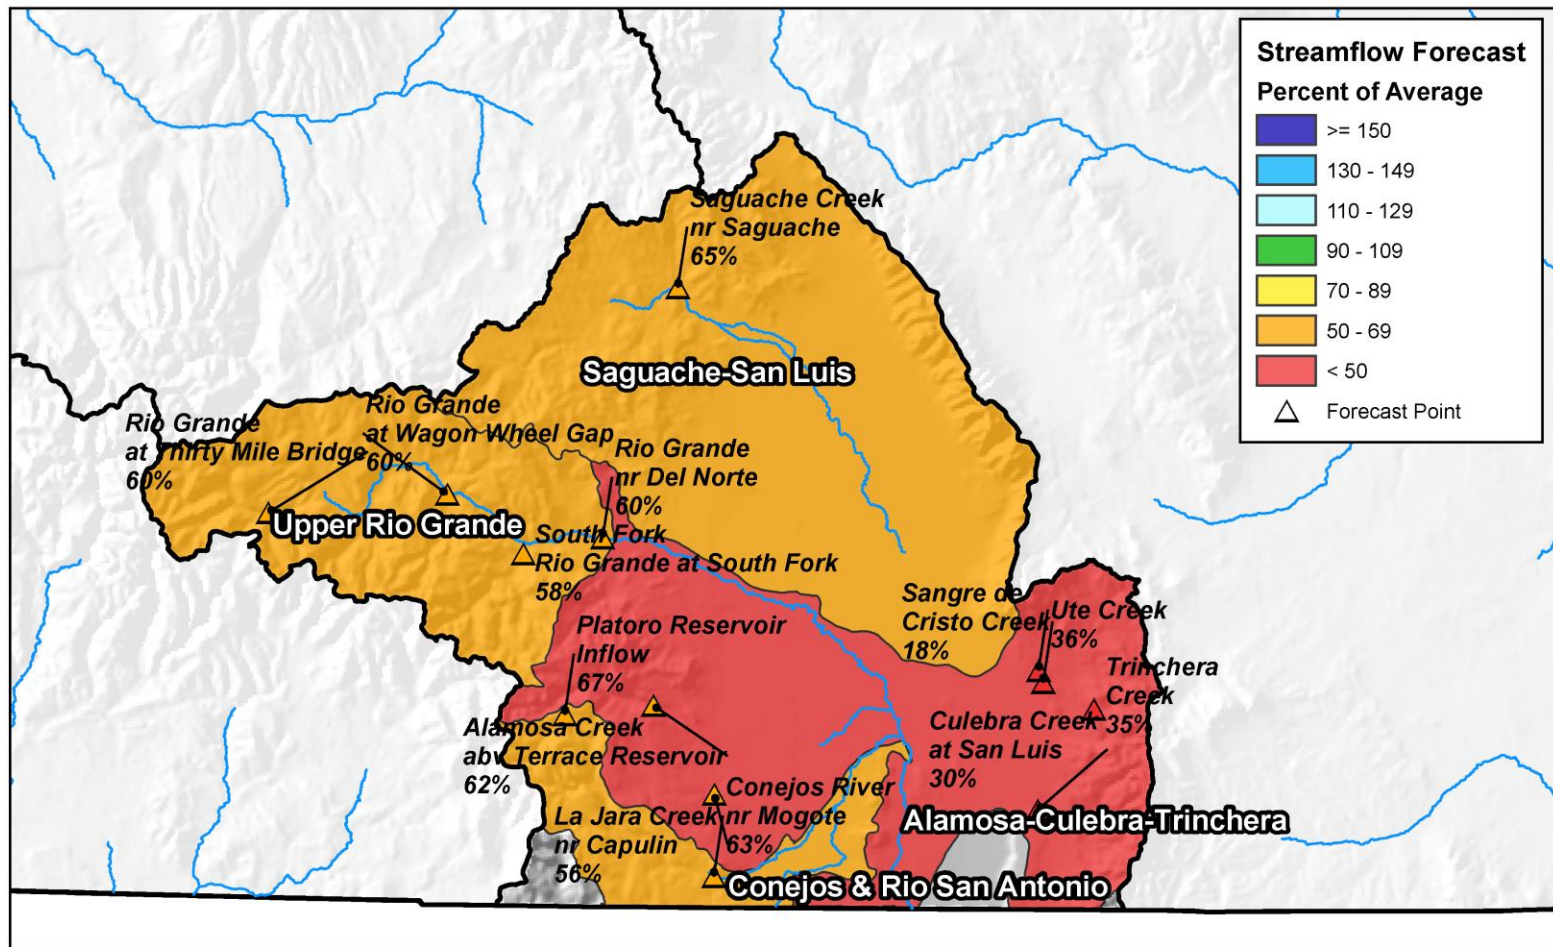 Streamflow Forecast
Percent of Average
>= 150
130 - 149
110 - 129
90 - 109
70 - 89
50 - 69
< 50
Forecast Point
Saguache Creek
nr Saguache
65%
Saguache-San Luis
Rio Grande
at Thirty Mile Bridge
60%
Rio Grande
at Wagon Wheel Gap
60%
Rio Grande
nr Del Norte
60%
Upper Rio Grande
South Fork
Rio Grande at South Fork
58%
Sangre de
Cristo Creek
18%
Ute Creek
36%
Platoro Reservoir
Inflow
67%
Trinchera
Creek
35%
Alamosa Creek
abv Terrace Reservoir
62%
Culebra Creek
at San Luis
30%
Conejos River
nr Mogote
63%
La Jara Creek
nr Capulin
56%
Alamosa-Culebra-Trinchera
Conejos & Rio San Antonio